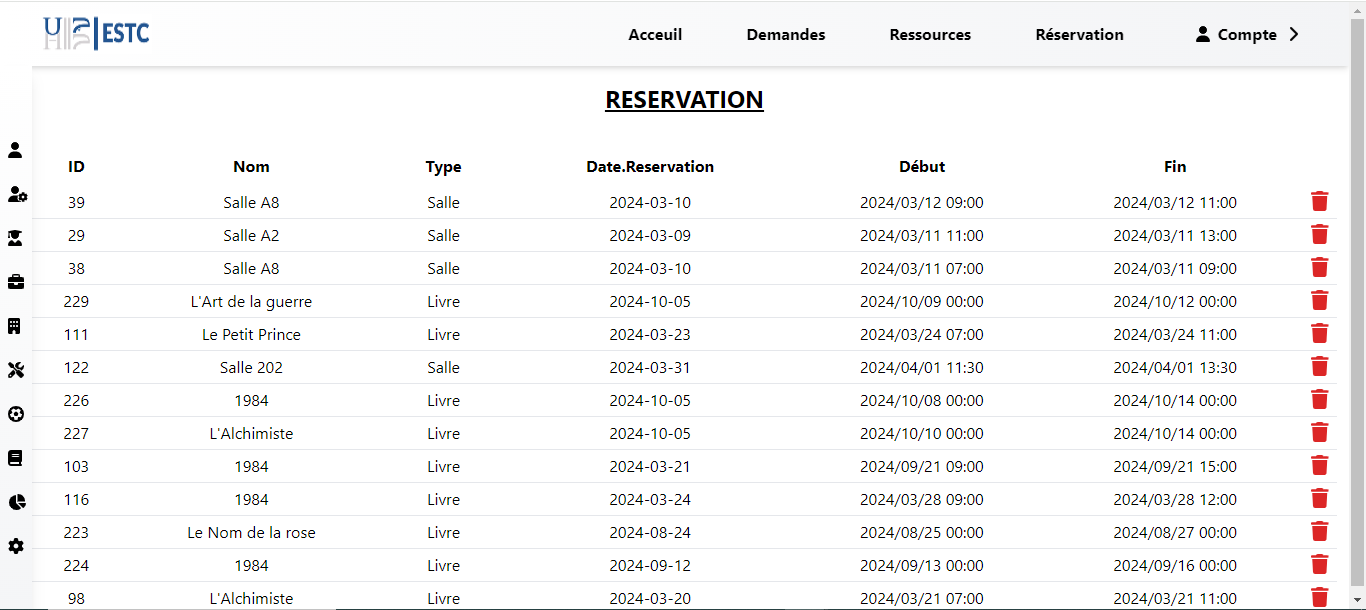 UH ESTC Acceuil Demandes Ressources Réservation Compte
RESERVATION
ID Nom Type Date.Reservation Début Fin
39 Salle A8 Salle 2024-03-10 2024/03/12 09:00 2024/03/12 11:00
29 Salle A2 Salle 2024-03-09 2024/03/11 11:00 2024/03/11 13:00
38 Salle A8 Salle 2024-03-10 2024/03/11 07:00 2024/03/11 09:00
229 L'Art de la guerre Livre 2024-10-05 2024/10/09 00:00 2024/10/12 00:00
111 Le Petit Prince Livre 2024-03-23 2024/03/24 07:00 2024/03/24 11:00
122 Salle 202 Salle 2024-03-31 2024/04/01 11:30 2024/04/01 13:30
226 1984 Livre 2024-10-05 2024/10/08 00:00 2024/10/14 00:00
227 L'Alchimiste Livre 2024-10-05 2024/10/10 00:00 2024/10/14 00:00
103 1984 Livre 2024-03-21 2024/09/21 09:00 2024/09/21 15:00
116 1984 Livre 2024-03-24 2024/03/28 09:00 2024/03/28 12:00
223 Le Nom de la rose Livre 2024-08-24 2024/08/25 00:00 2024/08/27 00:00
224 1984 Livre 2024-09-12 2024/09/13 00:00 2024/09/16 00:00
98 L'Alchimiste Livre 2024-03-20 2024/03/21 07:00 2024/03/21 11:00